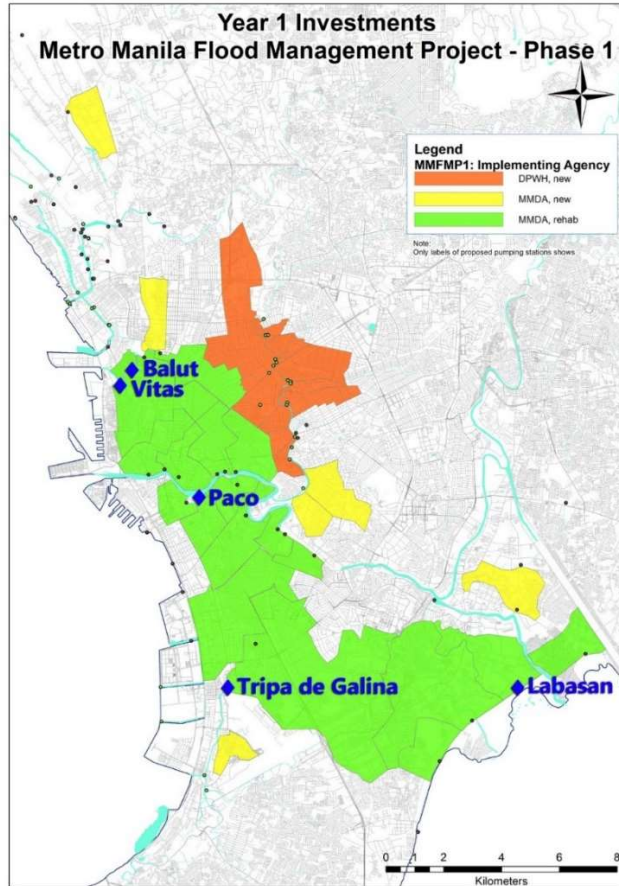 Year 1 Investments
Metro Manila Flood Management Project - Phase 1
Legend
MMFMP1: Implementing Agency
DPWH, new
MMDA, new
MMDA, rehab
Note:
Only labels of proposed pumping stations shows
Balut
Vitas
Paco
Tripa de Galina
Labasan
0 1 2 4 6 8
Kilometers